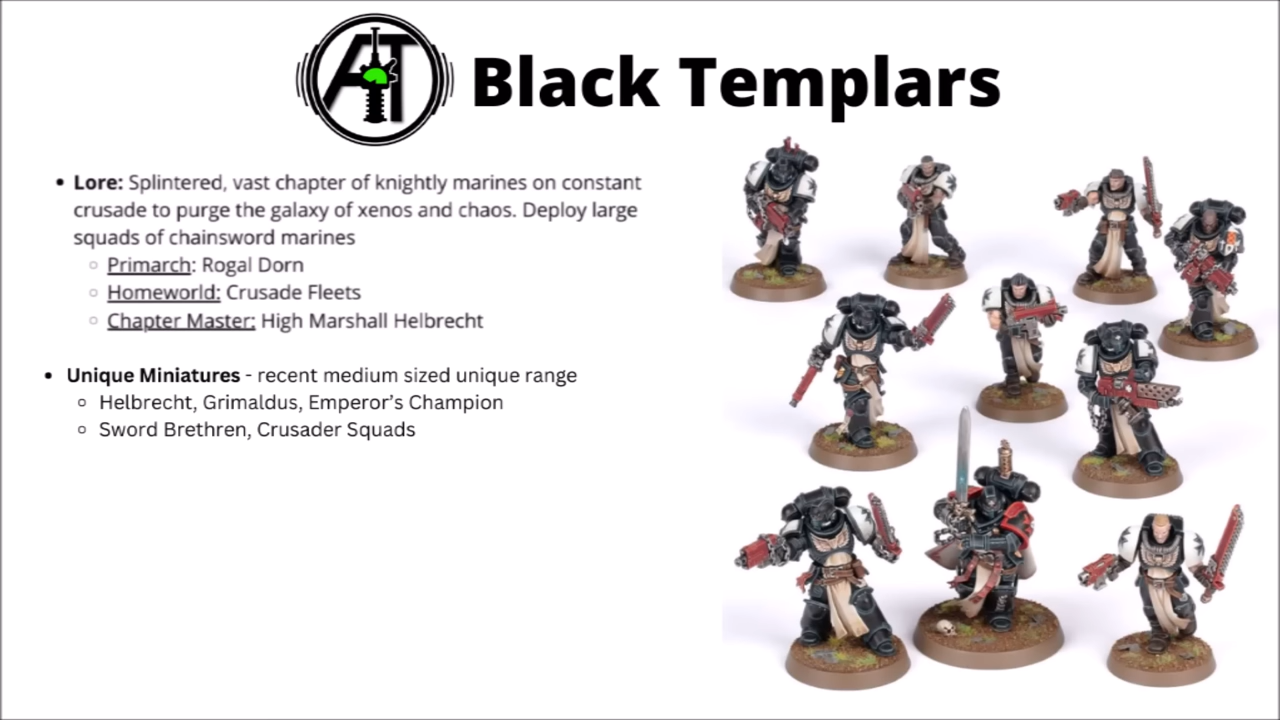 AT
Black Templars
• Lore: Splintered, vast chapter of knightly marines on constant
crusade to purge the galaxy of xenos and chaos. Deploy large
squads of chainsword marines
○ Primarch: Rogal Dorn
○ Homeworld: Crusade Fleets
○ Chapter Master: High Marshall Helbrecht
• Unique Miniatures - recent medium sized unique range
○ Helbrecht, Grimaldus, Emperor's Champion
○ Sword Brethren, Crusader Squads